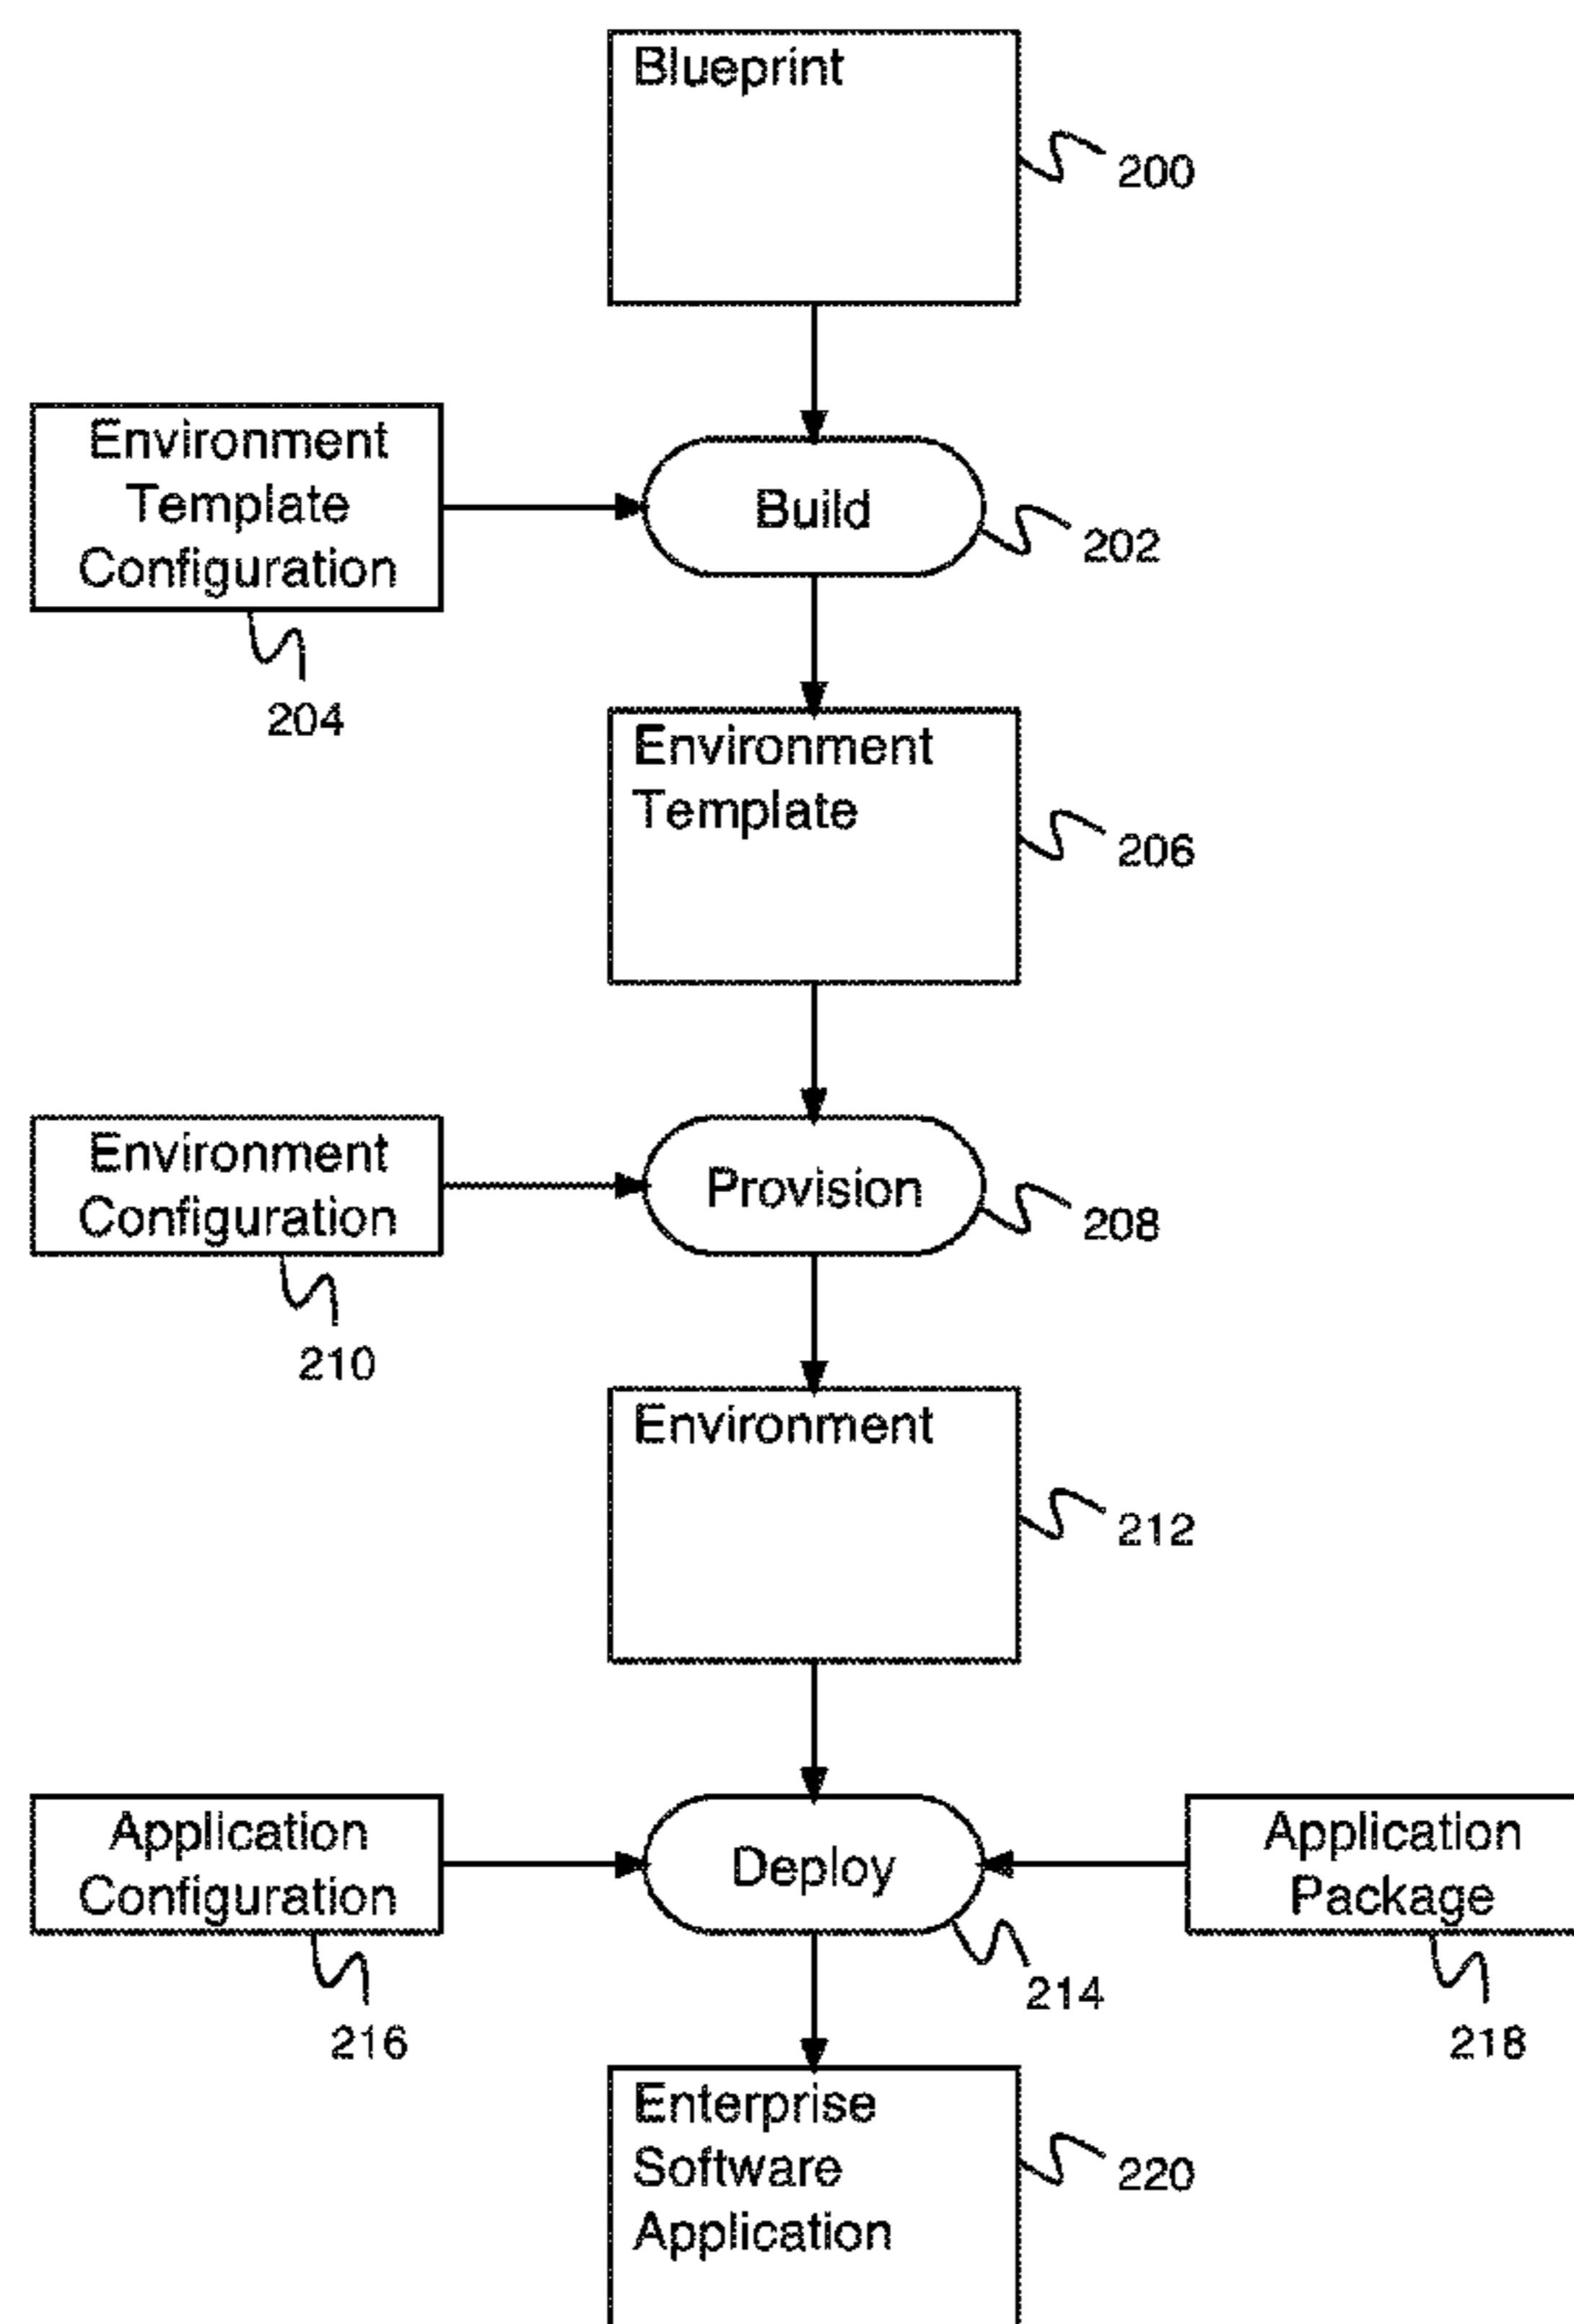 Blueprint
200
Environment
Template
Configuration
Build
202
204
Environment
Template
206
Environment
Configuration
Provision
208
210
Environment
212
Application
Configuration
Deploy
Application
Package
214
216
218
Enterprise
Software
Application
220